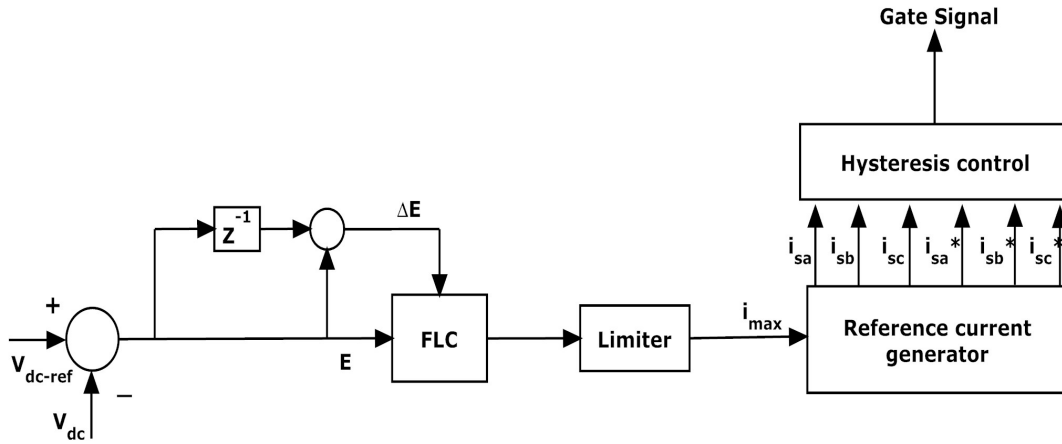 Gate Signal
Hysteresis control
i_sa i_sb i_sc i_sa* i_sb* i_sc*
Z^-1
ΔE
+
V_dc-ref
−
V_dc
E
FLC
Limiter
i_max
Reference current
generator